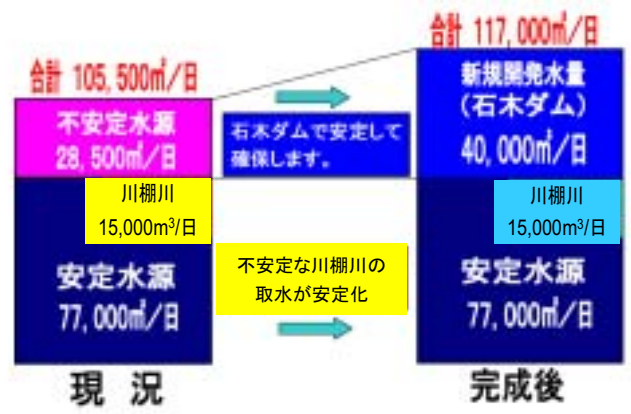 合計 105,500㎥/日
不安定水源
28,500㎥/日
川棚川
15,000m³/日
安定水源
77,000㎥/日
現 況
石木ダムで安定して
確保します。
不安定な川棚川の
取水が安定化
合計 117,000㎥/日
新規開発水量
(石木ダム)
40,000㎥/日
川棚川
15,000m³/日
安定水源
77,000㎥/日
完成後